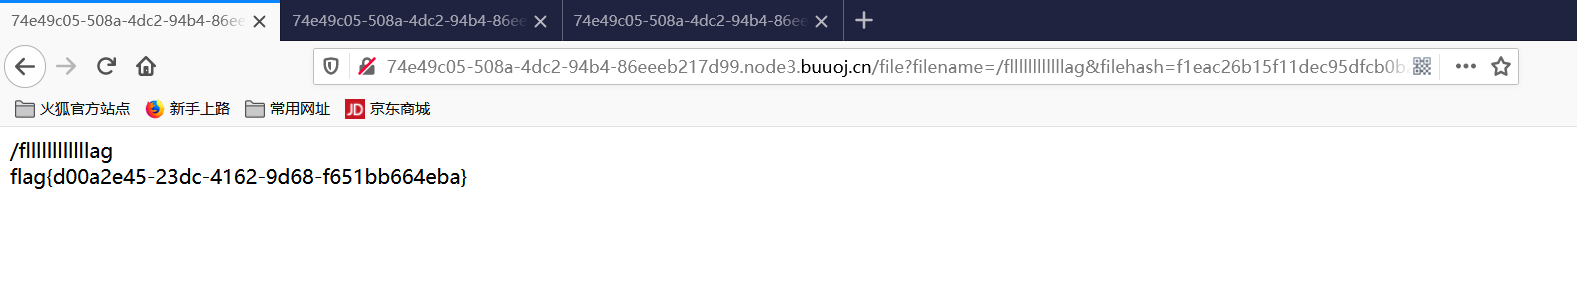 74e49c05-508a-4dc2-94b4-86ee
74e49c05-508a-4dc2-94b4-86ee
74e49c05-508a-4dc2-94b4-86ee
74e49c05-508a-4dc2-94b4-86eeeb217d99.node3.buuoj.cn/file?filename=/fllllllllllllag&filehash=f1eac26b15f11dec95dfcb0b
火狐官方站点
新手上路
常用网址
JD 京东商城
/fllllllllllllag
flag{d00a2e45-23dc-4162-9d68-f651bb664eba}